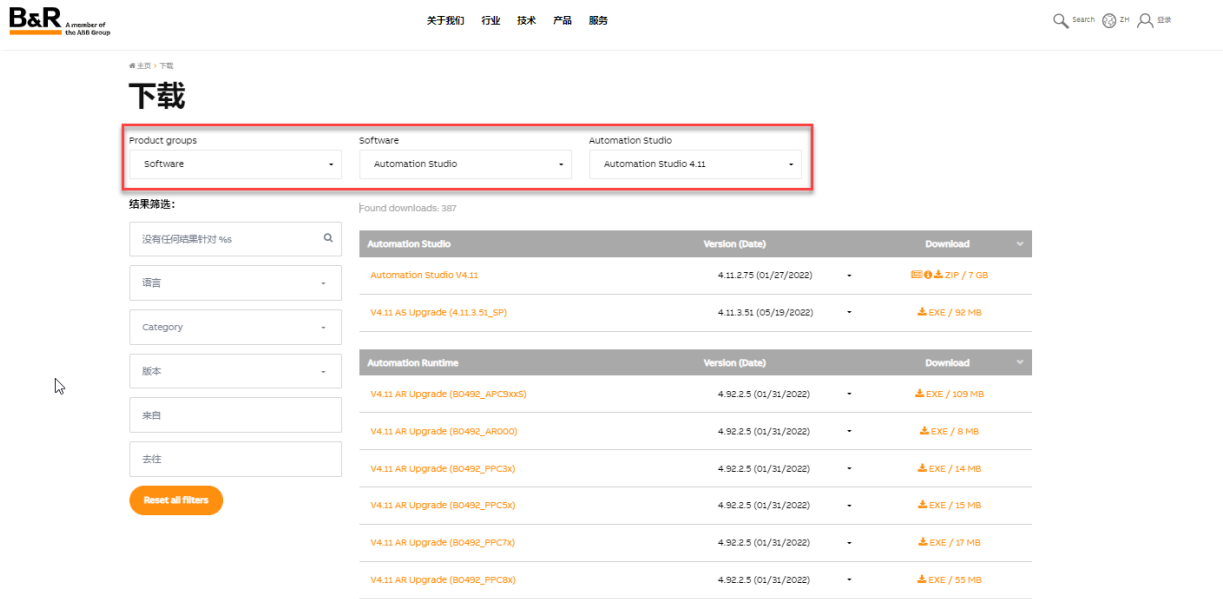 B&R A member of
the ABB Group
关于我们 行业 技术 产品 服务
Search ZH 登录
主页 › 下载
下载
Product groups Software Automation Studio
Software Automation Studio Automation Studio 4.11
结果筛选：
Found downloads: 387
没有任何结果针对 %s
语言
Category
版本
来自
去往
Reset all filters
Automation Studio Version (Date) Download
Automation Studio V4.11 4.11.2.75 (01/27/2022) - ZIP / 7 GB
V4.11 AS Upgrade (4.11.3.51_SP) 4.11.3.51 (05/19/2022) - EXE / 92 MB
Automation Runtime Version (Date) Download
V4.11 AR Upgrade (B0492_APC9xxS) 4.92.2.5 (01/31/2022) - EXE / 109 MB
V4.11 AR Upgrade (B0492_AR000) 4.92.2.5 (01/31/2022) - EXE / 8 MB
V4.11 AR Upgrade (B0492_PPC3x) 4.92.2.5 (01/31/2022) - EXE / 14 MB
V4.11 AR Upgrade (B0492_PPC5x) 4.92.2.5 (01/31/2022) - EXE / 15 MB
V4.11 AR Upgrade (B0492_PPC7x) 4.92.2.5 (01/31/2022) - EXE / 17 MB
V4.11 AR Upgrade (B0492_PPC8x) 4.92.2.5 (01/31/2022) - EXE / 55 MB